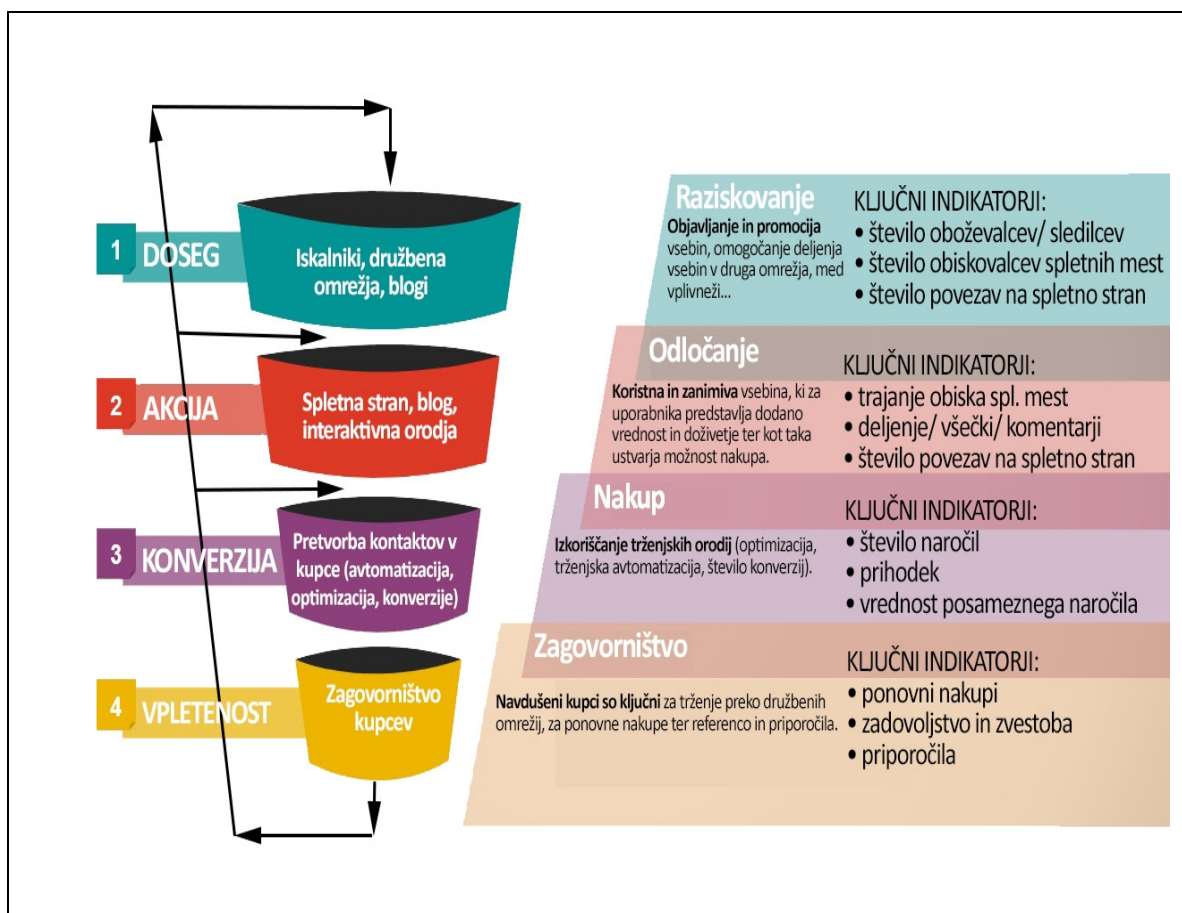 1
DOSEG
Iskalniki, družbena
omrežja, blogi
Raziskovanje
Objavljanje in promocija
vsebin, omogočanje deljenja
vsebin v druga omrežja, med
vplivneži...
KLJUČNI INDIKATORJI:
• število oboževalcev/ sledilcev
• število obiskovalcev spletnih mest
• število povezav na spletno stran
2
AKCIJA
Spletna stran, blog,
interaktivna orodja
Odločanje
Koristna in zanimiva vsebina, ki za
uporabnika predstavlja dodano
vrednost in doživetje ter kot taka
ustvarja možnost nakupa.
KLJUČNI INDIKATORJI:
• trajanje obiska spl. mest
• deljenje/ všečki/ komentarji
• število povezav na spletno stran
3
KONVERZIJA
Pretvorba kontaktov v
kupce (avtomatizacija,
optimizacija, konverzije)
Nakup
Izkoriščanje trženjskih orodij (optimizacija,
trženjska avtomatizacija, število konverzij).
KLJUČNI INDIKATORJI:
• število naročil
• prihodek
• vrednost posameznega naročila
4
VPLETENOST
Zagovorništvo
kupcev
Zagovorništvo
Navdušeni kupci so ključni za trženje preko družbenih
omrežij, za ponovne nakupe ter referenco in priporočila.
KLJUČNI INDIKATORJI:
• ponovni nakupi
• zadovoljstvo in zvestoba
• priporočila